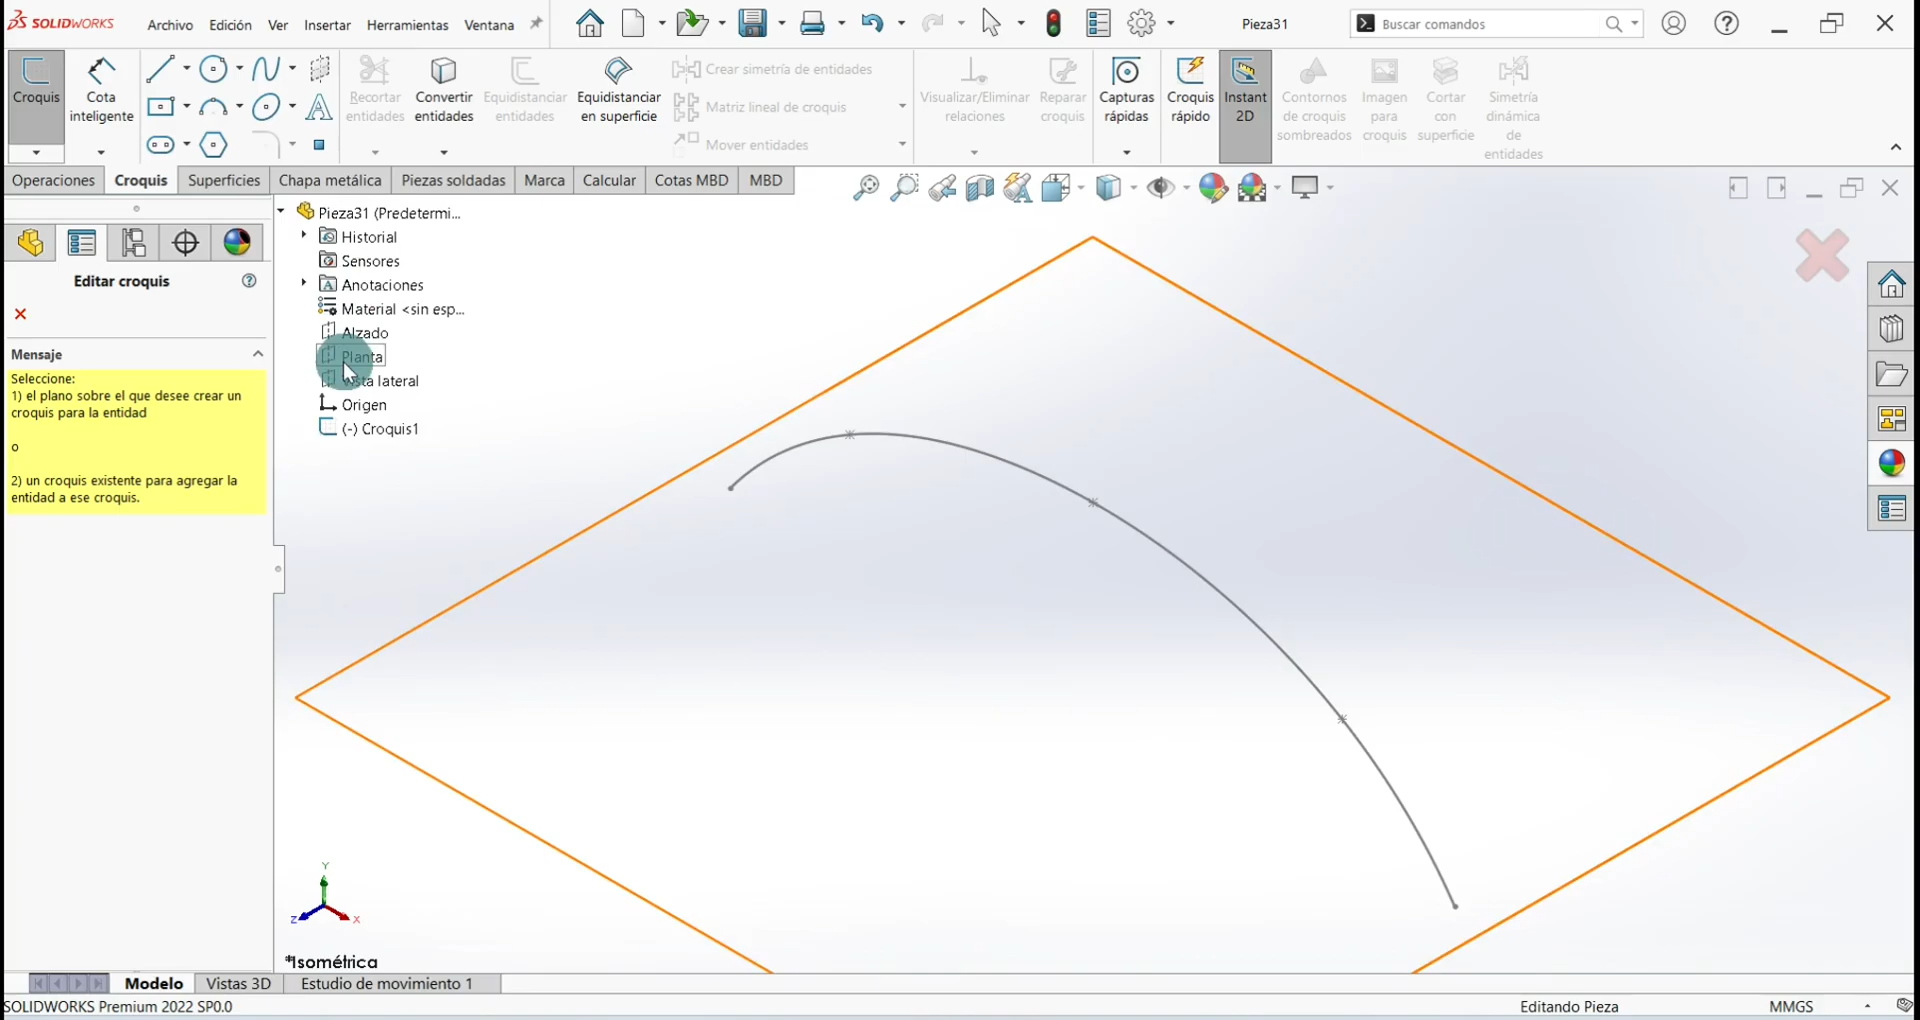 SOLIDWORKS
Archivo Edición Ver Insertar Herramientas Ventana
Pieza31
Buscar comandos
Croquis
Cota inteligente
Recortar entidades
Convertir entidades
Equidistanciar entidades
Equidistanciar en superficie
Crear simetría de entidades
Matriz lineal de croquis
Mover entidades
Visualizar/Eliminar relaciones
Reparar croquis
Capturas rápidas
Croquis rápido
Instant 2D
Contornos de croquis sombreados
Imagen para croquis
Cortar con superficie
Simetría dinámica de entidades
Operaciones Croquis Superficies Chapa metálica Piezas soldadas Marca Calcular Cotas MBD MBD
Editar croquis
Mensaje
Seleccione:
1) el plano sobre el que desee crear un
croquis para la entidad
o
2) un croquis existente para agregar la
entidad a ese croquis.
Pieza31 (Predetermi...
Historial
Sensores
Anotaciones
Material <sin esp...
Alzado
Planta
lateral
Origen
(-) Croquis1
Y
Z
X
*Isométrica
Modelo Vistas 3D Estudio de movimiento 1
SOLIDWORKS Premium 2022 SP0.0
Editando Pieza
MMGS